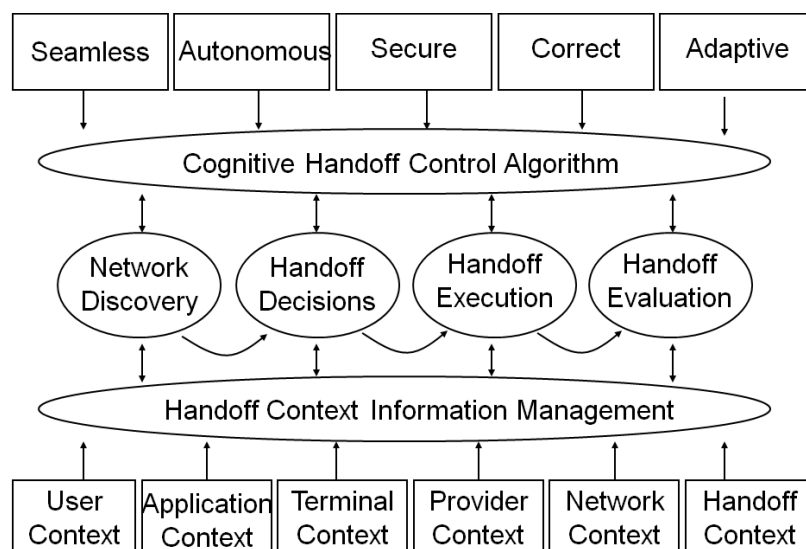 Seamless
Autonomous
Secure
Correct
Adaptive
Cognitive Handoff Control Algorithm
Network
Discovery
Handoff
Decisions
Handoff
Execution
Handoff
Evaluation
Handoff Context Information Management
User
Context
Application
Context
Terminal
Context
Provider
Context
Network
Context
Handoff
Context